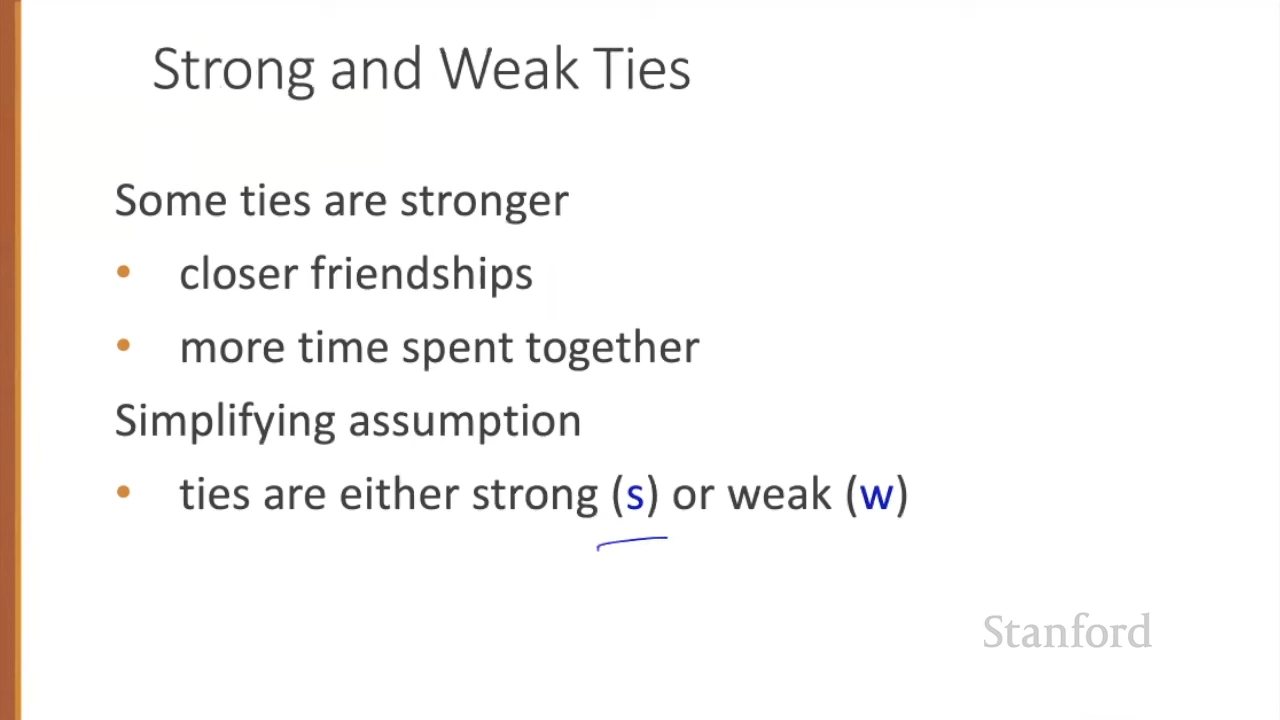 Strong and Weak Ties
Some ties are stronger
• closer friendships
• more time spent together
Simplifying assumption
• ties are either strong (s) or weak (w)
Stanford